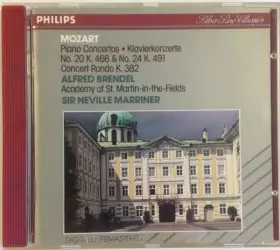 PHILIPS
Silver Line Classics
MOZART
Piano Concertos • Klavierkonzerte
No. 20 K. 466 & No. 24 K. 491
Concert Rondo K. 382
ALFRED BRENDEL
Academy of St. Martin-in-the-Fields
SIR NEVILLE MARRINER
DIGITALLY REMASTERED